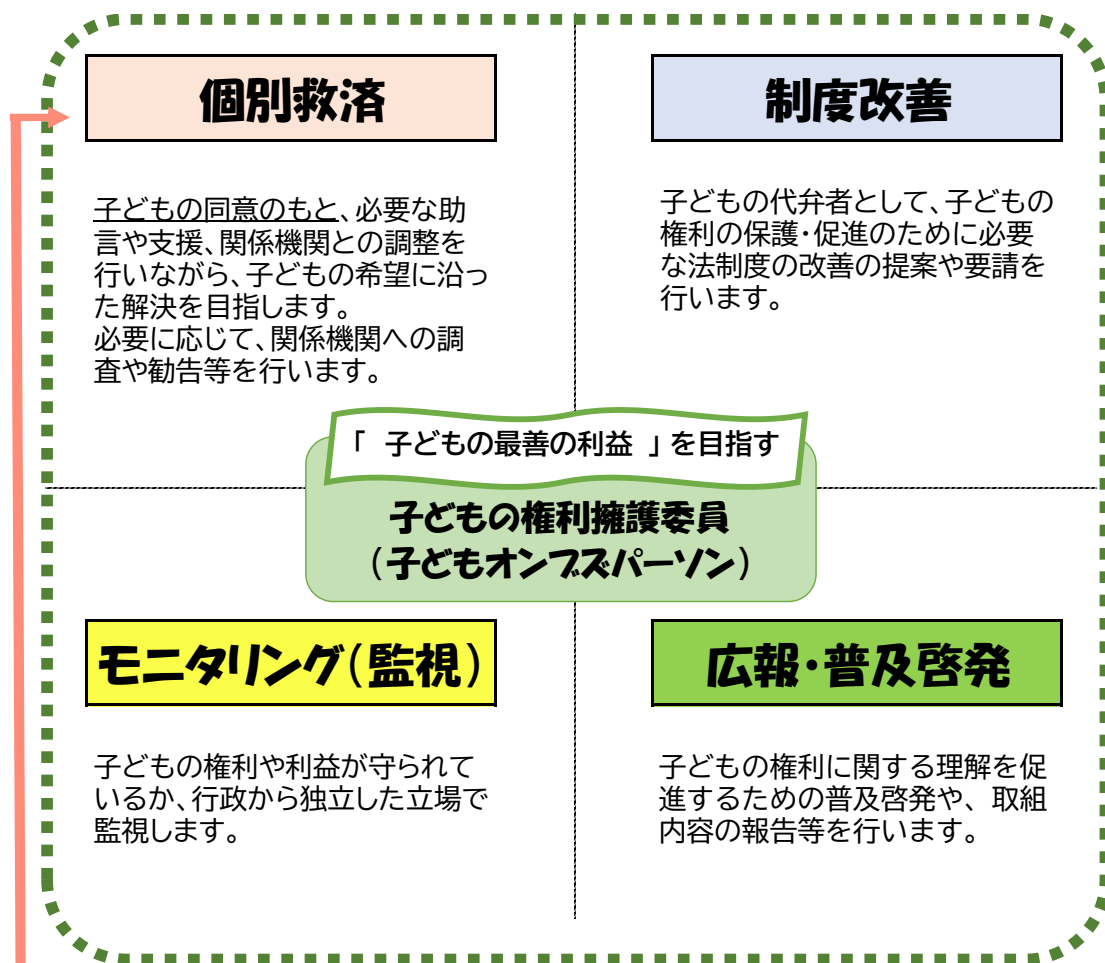 個別救済
子どもの同意のもと、必要な助
言や支援、関係機関との調整を
行いながら、子どもの希望に沿っ
た解決を目指します。
必要に応じて、関係機関への調
査や勧告等を行います。
制度改善
子どもの代弁者として、子どもの
権利の保護・促進のために必要
な法制度の改善の提案や要請を
行います。
「　子どもの最善の利益　」を目指す
子どもの権利擁護委員
(子どもオンブズパーソン)
モニタリング(監視)
子どもの権利や利益が守られて
いるか、行政から独立した立場で
監視します。
広報・普及啓発
子どもの権利に関する理解を促
進するための普及啓発や、取組
内容の報告等を行います。